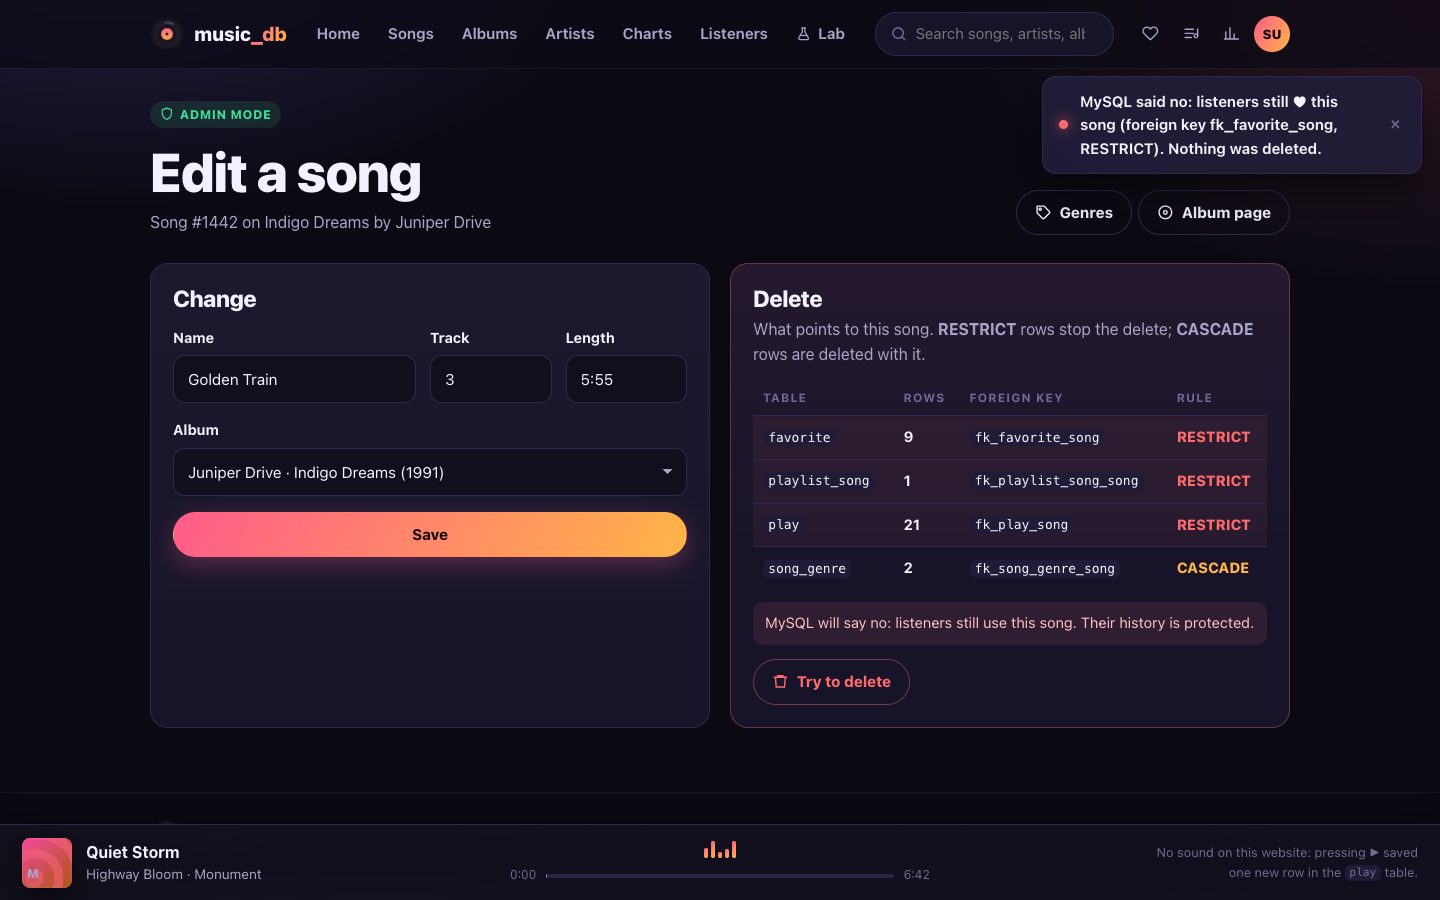 music_db Home Songs Albums Artists Charts Listeners Lab Search songs, artists, alb SU
MySQL said no: listeners still ♥ this
song (foreign key fk_favorite_song,
RESTRICT). Nothing was deleted.
ADMIN MODE
Edit a song
Song #1442 on Indigo Dreams by Juniper Drive
Genres Album page
Change
Name Track Length
Golden Train 3 5:55
Album
Juniper Drive · Indigo Dreams (1991)
Save
Delete
What points to this song. RESTRICT rows stop the delete; CASCADE
rows are deleted with it.
TABLE ROWS FOREIGN KEY RULE
favorite 9 fk_favorite_song RESTRICT
playlist_song 1 fk_playlist_song_song RESTRICT
play 21 fk_play_song RESTRICT
song_genre 2 fk_song_genre_song CASCADE
MySQL will say no: listeners still use this song. Their history is protected.
Try to delete
M
Quiet Storm
Highway Bloom · Monument
0:00 6:42
No sound on this website: pressing ▶ saved
one new row in the play table.